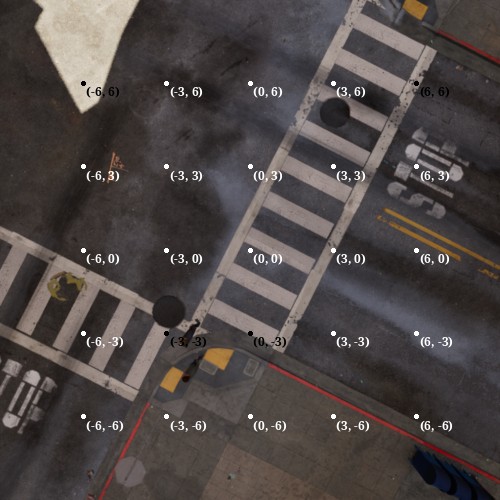 (-6, 6) (-3, 6) (0, 6) (3, 6) (6, 6)
(-6, 3) (-3, 3) (0, 3) (3, 3) (6, 3)
(-6, 0) (-3, 0) (0, 0) (3, 0) (6, 0)
(-6, -3) (-3, -3) (0, -3) (3, -3) (6, -3)
(-6, -6) (-3, -6) (0, -6) (3, -6) (6, -6)